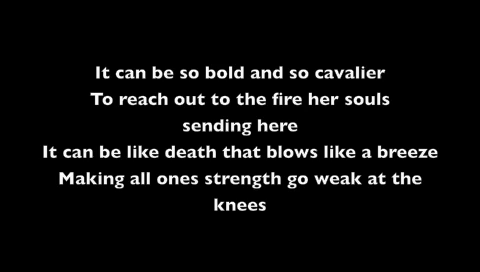 It can be so bold and so cavalier
To reach out to the fire her souls
sending here
It can be like death that blows like a breeze
Making all ones strength go weak at the
knees